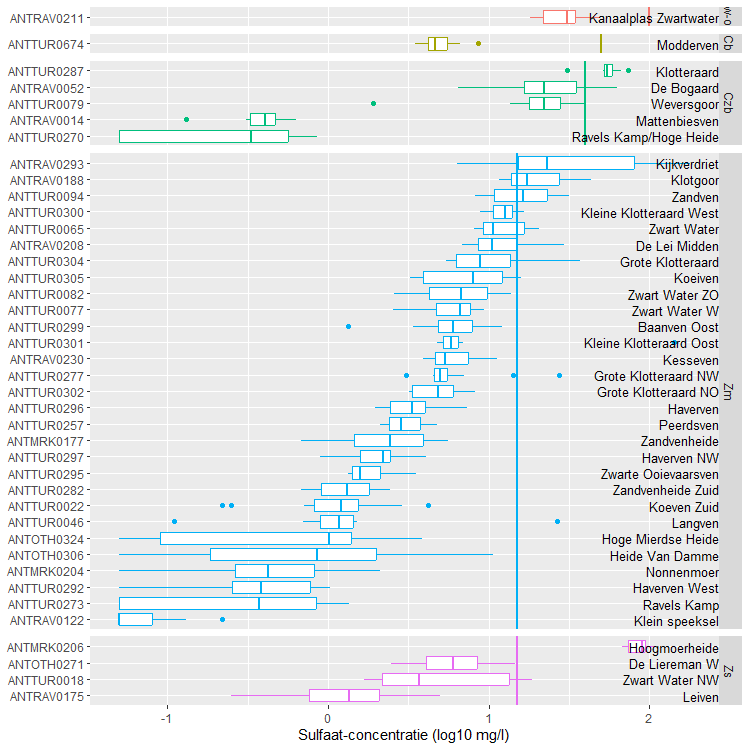 ANTRAV0211 Kanaalplas Zwartwater
ANTTUR0674 Modderven Cb
ANTTUR0287 Klotteraard
ANTRAV0052 De Bogaard
ANTTUR0079 Weversgoor
ANTRAV0014 Mattenbiesven
ANTTUR0270 Ravels Kamp/Hoge Heide
Czb
ANTRAV0293 Kijkverdriet
ANTRAV0188 Klotgoor
ANTTUR0094 Zandven
ANTTUR0300 Kleine Klotteraard West
ANTTUR0065 Zwart Water
ANTRAV0208 De Lei Midden
ANTTUR0304 Grote Klotteraard
ANTTUR0305 Koeiven
ANTTUR0082 Zwart Water ZO
ANTTUR0077 Zwart Water W
ANTTUR0299 Baanven Oost
ANTTUR0301 Kleine Klotteraard Oost
ANTRAV0230 Kesseven
ANTTUR0277 Grote Klotteraard NW
ANTTUR0302 Grote Klotteraard NO
ANTTUR0296 Haverven
ANTTUR0257 Peerdsven
ANTMRK0177 Zandvenheide
ANTTUR0297 Haverven NW
ANTTUR0295 Zwarte Ooievaarsven
ANTTUR0282 Zandvenheide Zuid
ANTTUR0022 Koeven Zuid
ANTTUR0046 Langven
ANTOTH0324 Hoge Mierdse Heide
ANTOTH0306 Heide Van Damme
ANTMRK0204 Nonnenmoer
ANTTUR0292 Haverven West
ANTTUR0273 Ravels Kamp
ANTRAV0122 Klein speeksel
Zm
ANTMRK0206 Hoogmoerheide
ANTOTH0271 De Liereman W
ANTTUR0018 Zwart Water NW
ANTRAV0175 Leiven
Zs
-1 0 1 2
Sulfaat-concentratie (log10 mg/l)